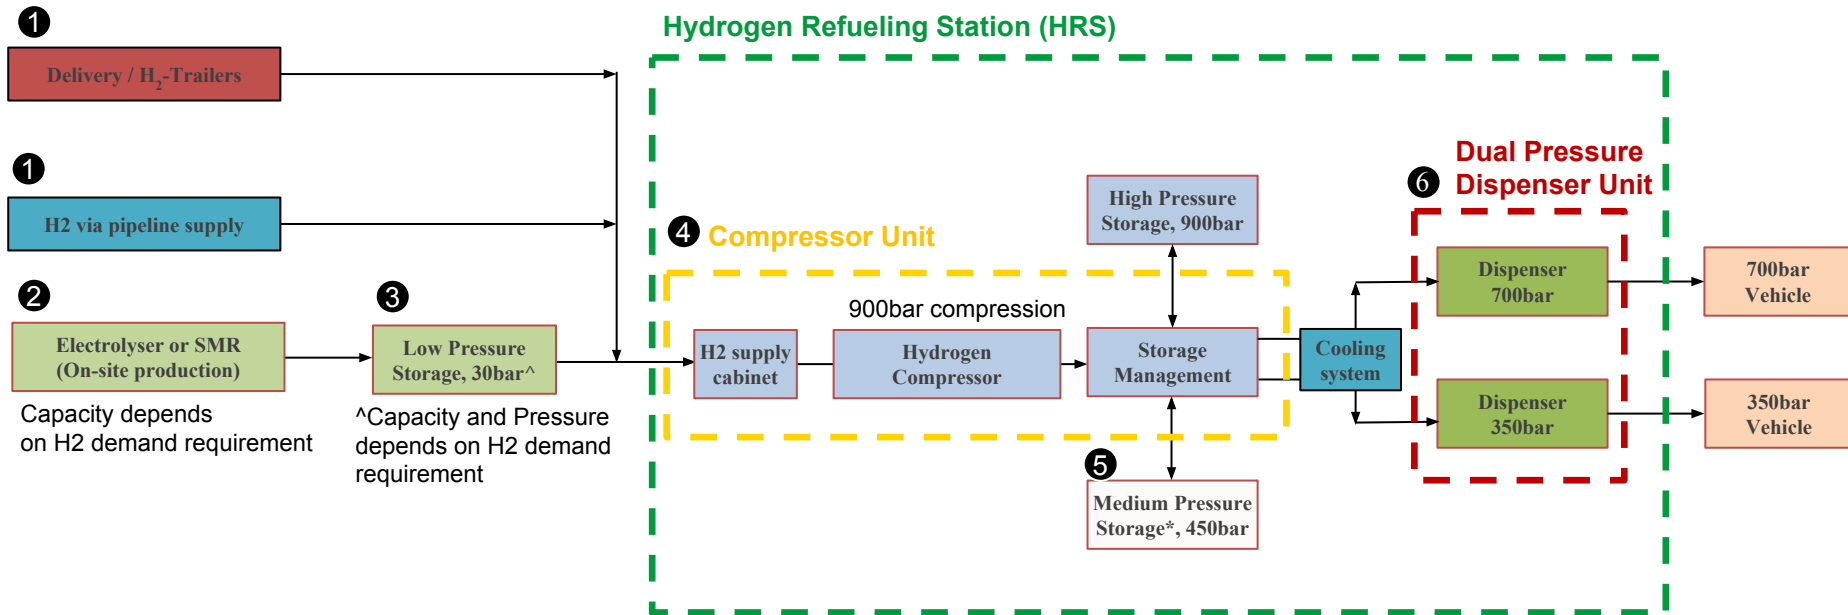 Hydrogen Refueling Station (HRS)
1
Delivery / H2-Trailers
1
H2 via pipeline supply
2
Electrolyser or SMR
(On-site production)
Capacity depends
on H2 demand requirement
3
Low Pressure
Storage, 30bar^
^Capacity and Pressure
depends on H2 demand
requirement
4
Compressor Unit
H2 supply
cabinet
900bar compression
Hydrogen
Compressor
High Pressure
Storage, 900bar
Storage
Management
5
Medium Pressure
Storage*, 450bar
Cooling
system
6
Dual Pressure
Dispenser Unit
Dispenser
700bar
Dispenser
350bar
700bar
Vehicle
350bar
Vehicle